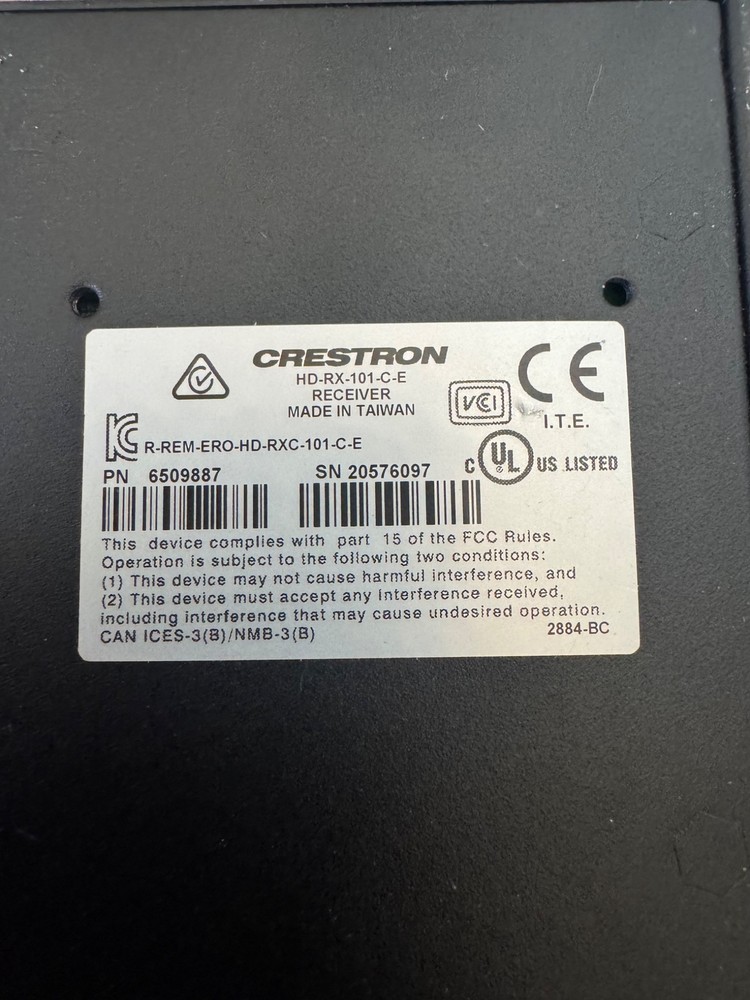 CRESTRON
HD-RX-101-C-E
RECEIVER
MADE IN TAIWAN
CE
I.T.E.
VCI
R-REM-ERO-HD-RXC-101-C-E
C UL US LISTED
PN 6509887
SN 20576097
This device complies with part 15 of the FCC Rules.
Operation is subject to the following two conditions:
(1) This device may not cause harmful interference, and
(2) This device must accept any interference received,
including interference that may cause undesired operation.
CAN ICES-3(B)/NMB-3(B)
2884-BC